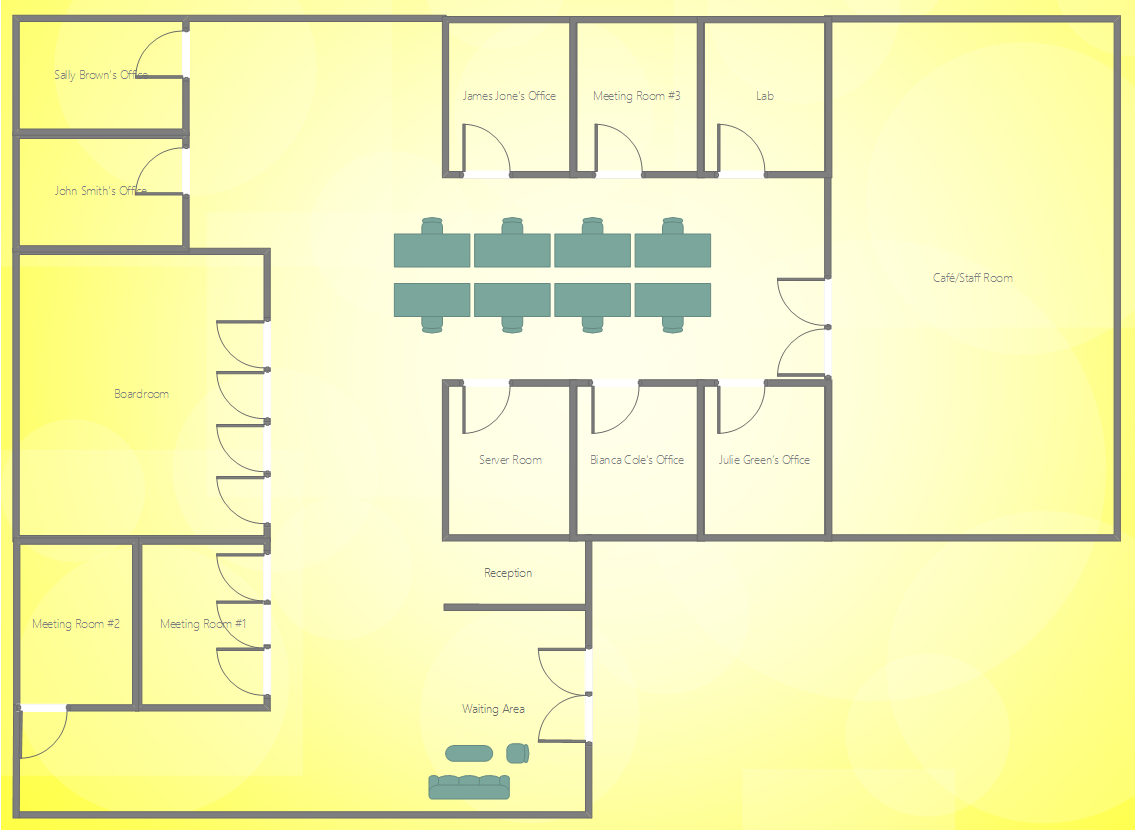 Sally Brown's Office
James Jone's Office
Meeting Room #3
Lab
John Smith's Office
Café/Staff Room
Boardroom
Server Room
Bianca Cole's Office
Julie Green's Office
Reception
Meeting Room #2
Meeting Room #1
Waiting Area